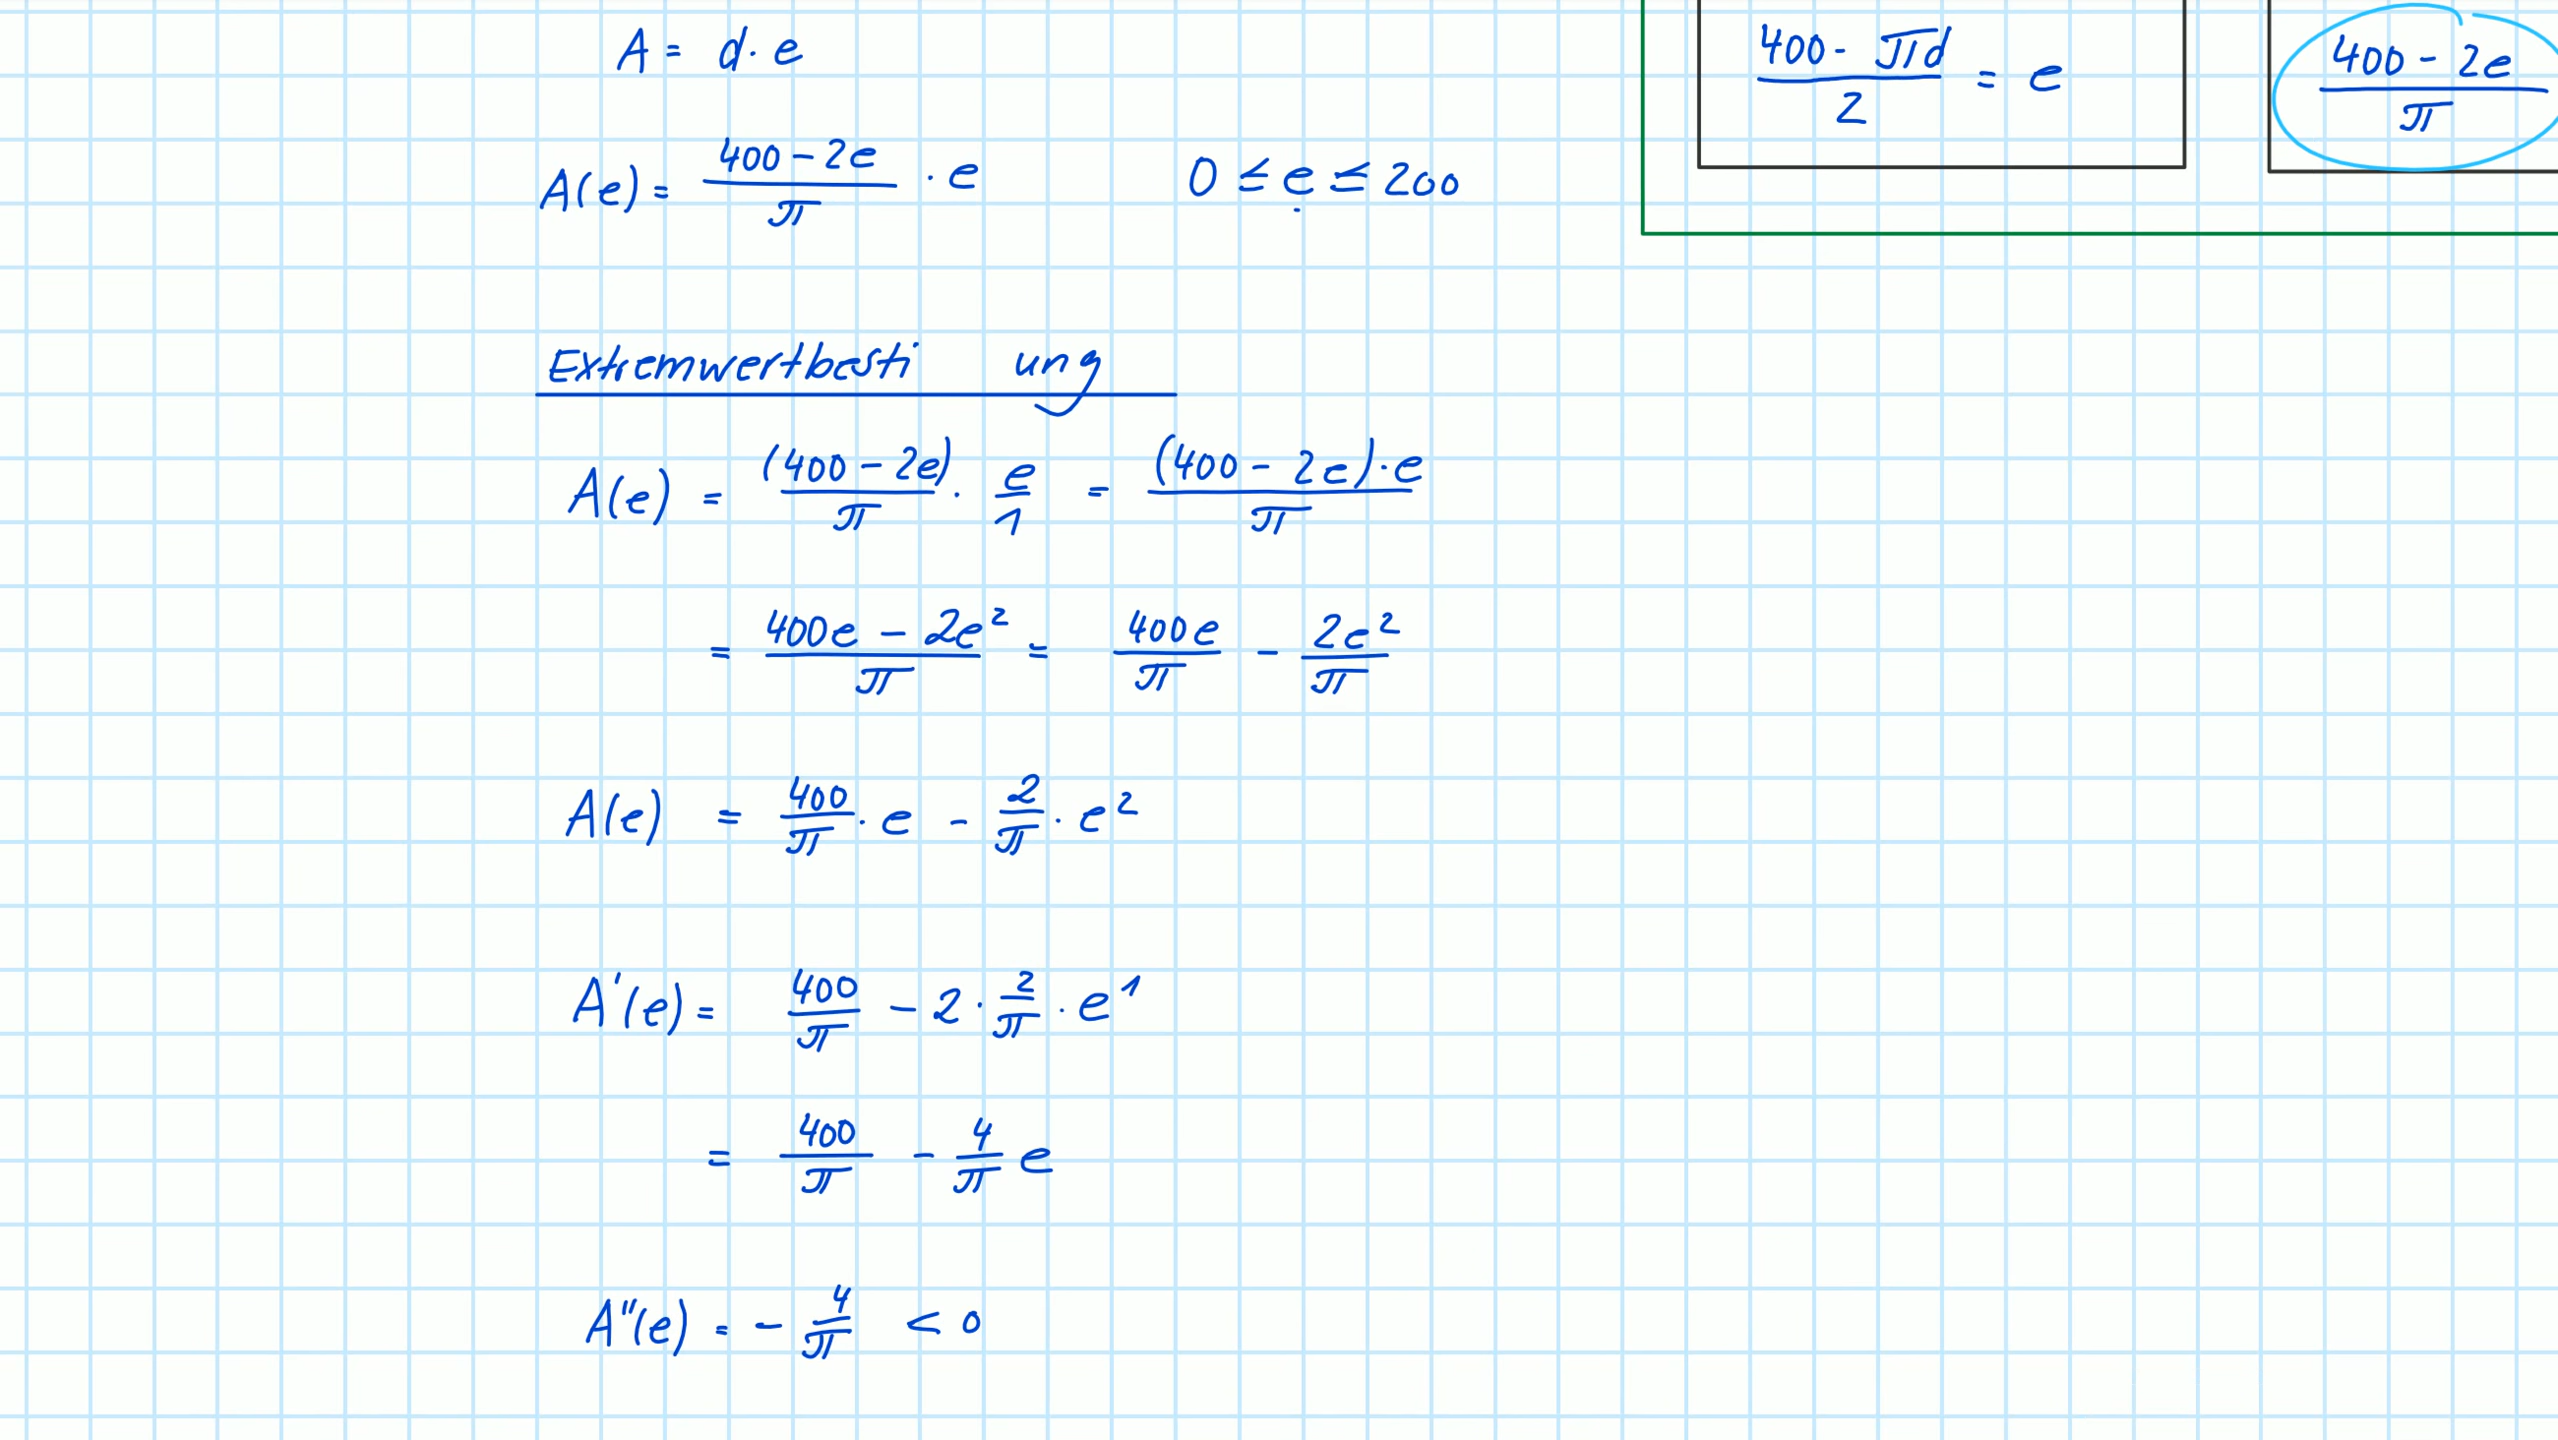 A = d · e
A(e) = (400 - 2e)/π · e    0 ≤ e ≤ 200
(400 - πd)/2 = e
(400 - 2e)/π
Extremwertbesti ung
A(e) = (400 - 2e)/π · e/1 = ((400 - 2e) · e)/π
= (400e - 2e²)/π = 400e/π - 2e²/π
A(e) = 400/π · e - 2/π · e²
A'(e) = 400/π - 2 · 2/π · e¹
= 400/π - 4/π e
A''(e) = - 4/π < 0